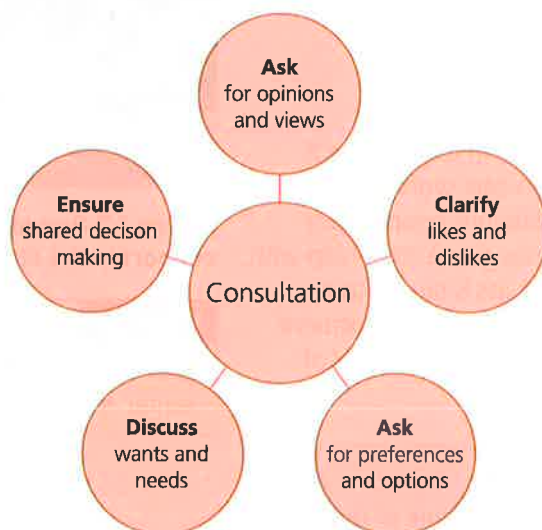 Ask
for opinions
and views
Ensure
shared decison
making
Clarify
likes and
dislikes
Consultation
Discuss
wants and
needs
Ask
for preferences
and options